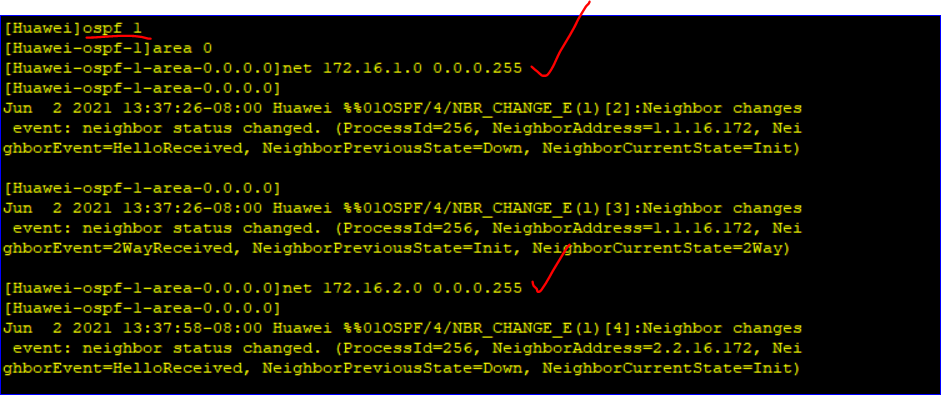 [Huawei]ospf 1
[Huawei-ospf-1]area 0
[Huawei-ospf-1-area-0.0.0.0]net 172.16.1.0 0.0.0.255
[Huawei-ospf-1-area-0.0.0.0]
Jun  2 2021 13:37:26-08:00 Huawei %%01OSPF/4/NBR_CHANGE_E(l)[2]:Neighbor changes
 event: neighbor status changed. (ProcessId=256, NeighborAddress=1.1.16.172, Nei
ghborEvent=HelloReceived, NeighborPreviousState=Down, NeighborCurrentState=Init)
[Huawei-ospf-1-area-0.0.0.0]
Jun  2 2021 13:37:26-08:00 Huawei %%01OSPF/4/NBR_CHANGE_E(l)[3]:Neighbor changes
 event: neighbor status changed. (ProcessId=256, NeighborAddress=1.1.16.172, Nei
ghborEvent=2WayReceived, NeighborPreviousState=Init, NeighborCurrentState=2Way)
[Huawei-ospf-1-area-0.0.0.0]net 172.16.2.0 0.0.0.255
[Huawei-ospf-1-area-0.0.0.0]
Jun  2 2021 13:37:58-08:00 Huawei %%01OSPF/4/NBR_CHANGE_E(l)[4]:Neighbor changes
 event: neighbor status changed. (ProcessId=256, NeighborAddress=2.2.16.172, Nei
ghborEvent=HelloReceived, NeighborPreviousState=Down, NeighborCurrentState=Init)